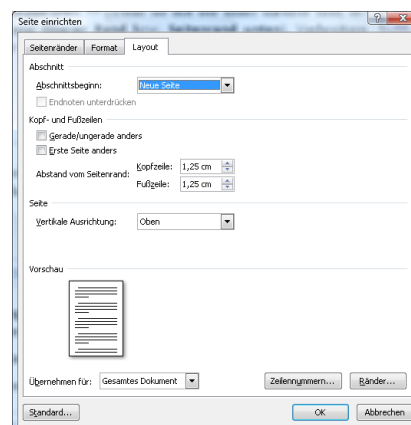 Seite einrichten
Seitenränder Format Layout
Abschnitt
Abschnittsbeginn: Neue Seite
Endnoten unterdrücken
Kopf- und Fußzeilen
Gerade/ungerade anders
Erste Seite anders
Abstand vom Seitenrand: Kopfzeile: 1,25 cm
Fußzeile: 1,25 cm
Seite
Vertikale Ausrichtung: Oben
Vorschau
Übernehmen für: Gesamtes Dokument Zeilennummern... Ränder...
Standard... OK Abbrechen